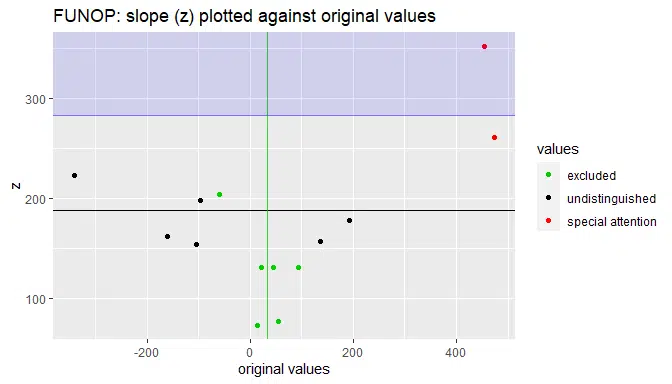 FUNOP: slope (z) plotted against original values
300
200
100
z
-200
0
200
400
original values
values
excluded
undistinguished
special attention